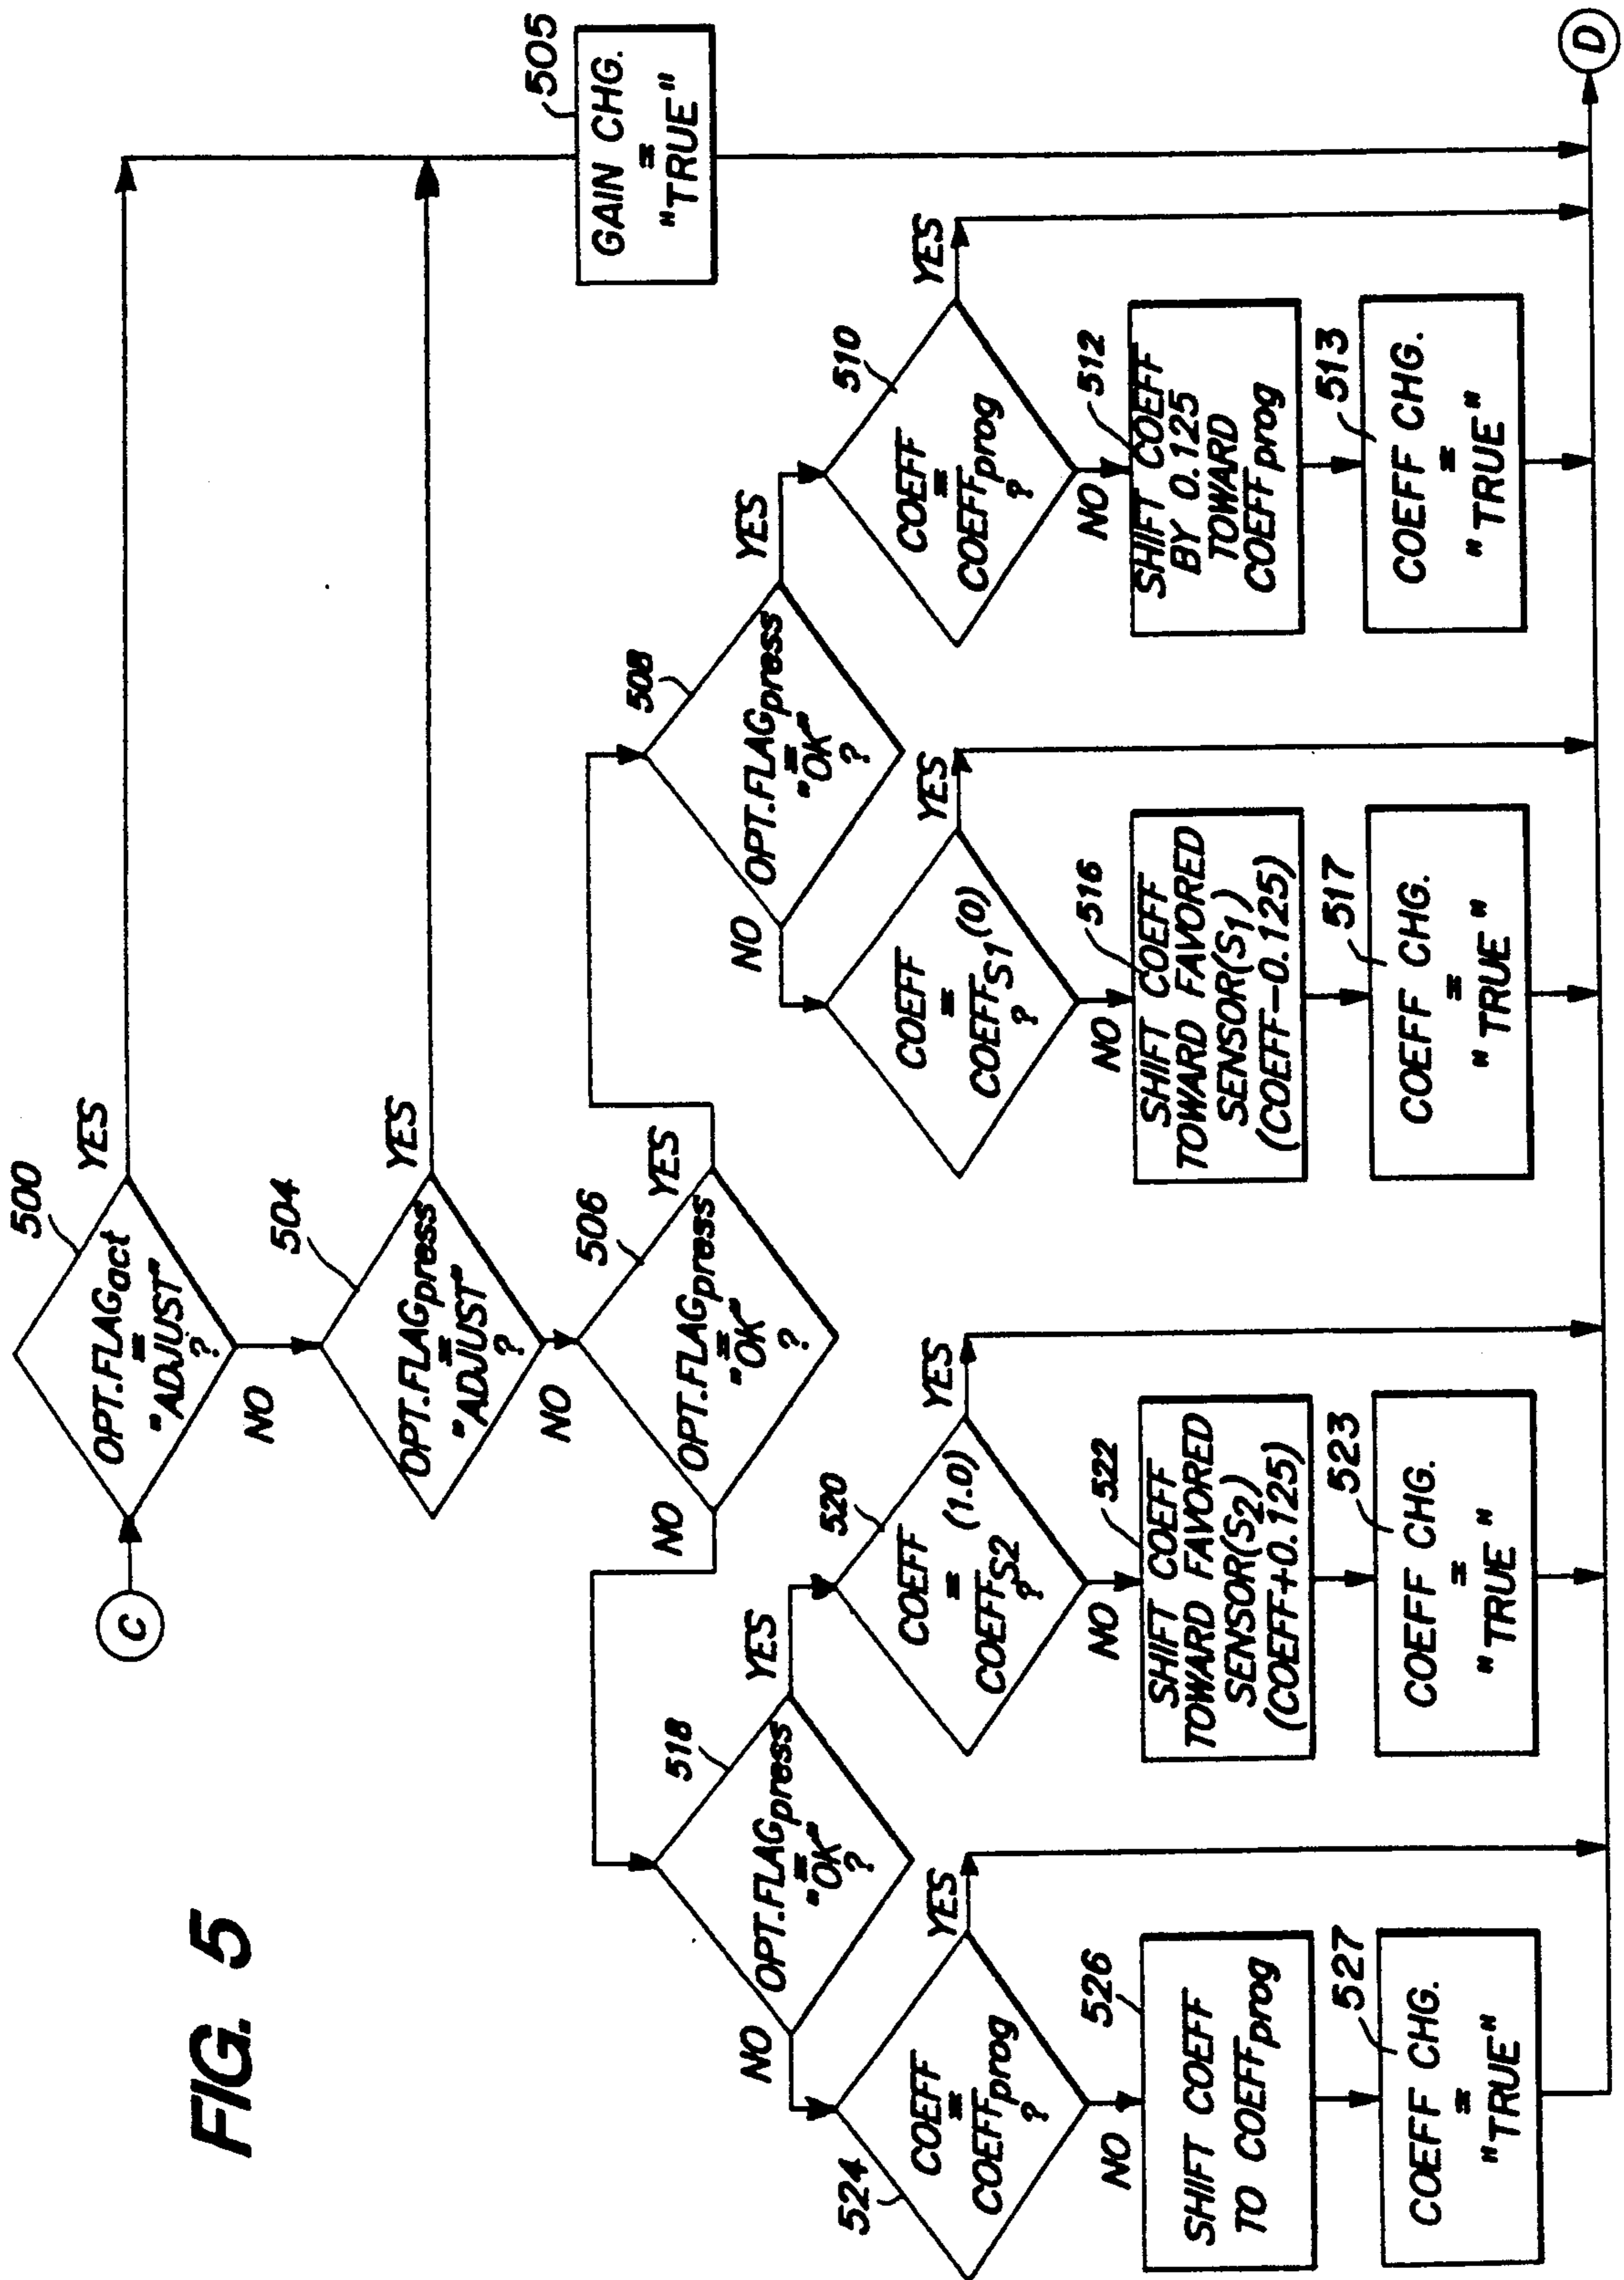 FIG. 5
C
500
OPT.FLAGact
=
"ADJUST"
?
YES
NO
504
OPT.FLAGpress
=
"ADJUST"
?
YES
NO
505
GAIN CHG.
=
"TRUE"
506
OPT.FLAGpress
=
"OK"
?
YES
NO
508
OPT.FLAGpress
=
"OK"
?
YES
NO
510
COEFF
=
COEFFprog
?
YES
NO
512
SHIFT COEFF
BY 0.125
TOWARD
COEFFprog
513
COEFF CHG.
=
"TRUE"
COEFF
=
COEFFS1 (0)
?
YES
NO
516
SHIFT COEFF
TOWARD FAVORED
SENSOR(S1)
(COEFF-0.125)
517
COEFF CHG.
=
"TRUE"
518
OPT.FLAGpress
=
"OK"
?
YES
NO
520
COEFF
=
COEFFS2 (1.0)
?
YES
NO
522
SHIFT COEFF
TOWARD FAVORED
SENSOR(S2)
(COEFF+0.125)
523
COEFF CHG.
=
"TRUE"
524
COEFF
=
COEFFprog
?
YES
NO
526
SHIFT COEFF
TO COEFFprog
527
COEFF CHG.
=
"TRUE"
D